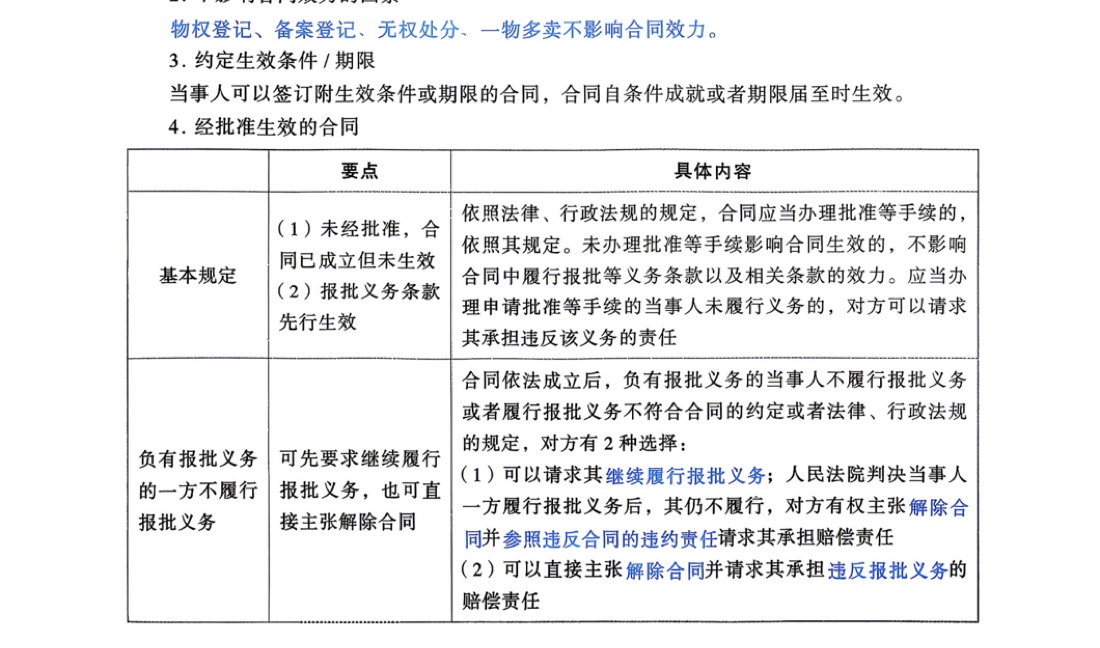 2. 不影响合同效力的因素
物权登记、备案登记、无权处分、一物多卖不影响合同效力。
3. 约定生效条件 / 期限
当事人可以签订附生效条件或期限的合同，合同自条件成就或者期限届至时生效。
4. 经批准生效的合同
要点
具体内容
基本规定
（1）未经批准，合
同已成立但未生效
（2）报批义务条款
先行生效
依照法律、行政法规的规定，合同应当办理批准等手续的，
依照其规定。未办理批准等手续影响合同生效的，不影响
合同中履行报批等义务条款以及相关条款的效力。应当办
理申请批准等手续的当事人未履行义务的，对方可以请求
其承担违反该义务的责任
负有报批义务
的一方不履行
报批义务
可先要求继续履行
报批义务，也可直
接主张解除合同
合同依法成立后，负有报批义务的当事人不履行报批义务
或者履行报批义务不符合合同的约定或者法律、行政法规
的规定，对方有 2 种选择：
（1）可以请求其继续履行报批义务；人民法院判决当事人
一方履行报批义务后，其仍不履行，对方有权主张解除合
同并参照违反合同的违约责任请求其承担赔偿责任
（2）可以直接主张解除合同并请求其承担违反报批义务的
赔偿责任